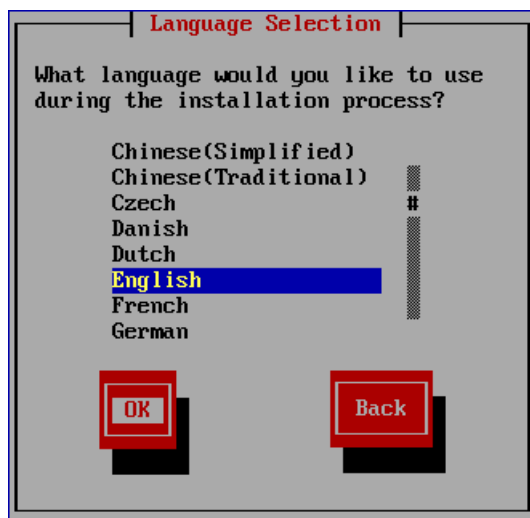 Language Selection
What language would you like to use
during the installation process?
Chinese(Simplified)
Chinese(Traditional)
Czech
#
Danish
Dutch
English
French
German
OK
Back